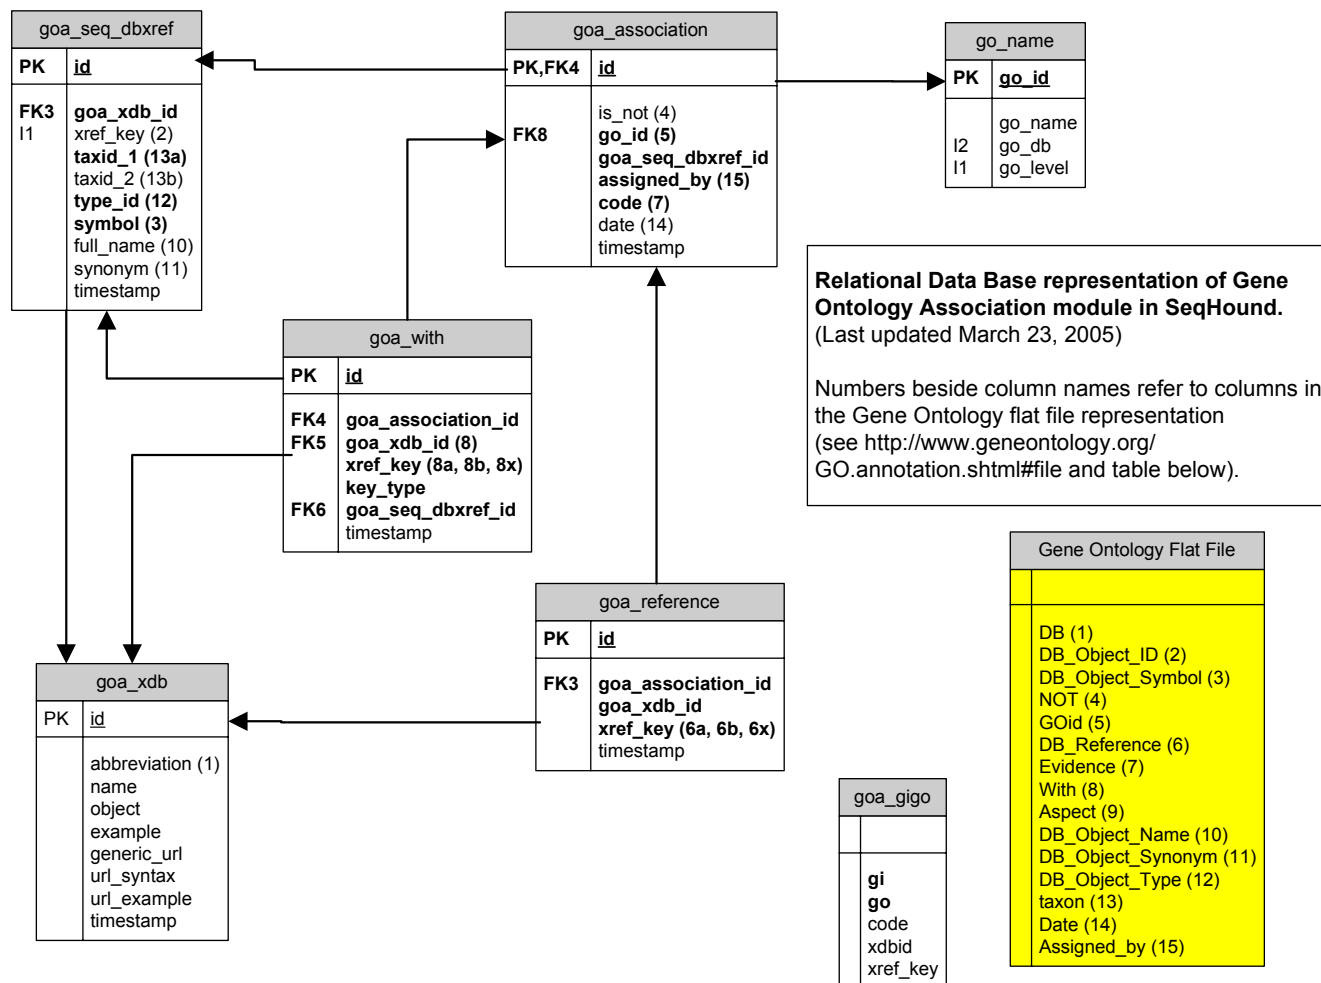 goa_seq_dbxref
PK id
FK3 goa_xdb_id
I1 xref_key (2)
taxid_1 (13a)
taxid_2 (13b)
type_id (12)
symbol (3)
full_name (10)
synonym (11)
timestamp
goa_association
PK,FK4 id
is_not (4)
FK8 go_id (5)
goa_seq_dbxref_id
assigned_by (15)
code (7)
date (14)
timestamp
go_name
PK go_id
go_name
I2 go_db
I1 go_level
Relational Data Base representation of Gene
Ontology Association module in SeqHound.
(Last updated March 23, 2005)
Numbers beside column names refer to columns in
the Gene Ontology flat file representation
(see http://www.geneontology.org/
GO.annotation.shtml#file and table below).
goa_with
PK id
FK4 goa_association_id
FK5 goa_xdb_id (8)
xref_key (8a, 8b, 8x)
key_type
FK6 goa_seq_dbxref_id
timestamp
goa_reference
PK id
FK3 goa_association_id
goa_xdb_id
xref_key (6a, 6b, 6x)
timestamp
goa_xdb
PK id
abbreviation (1)
name
object
example
generic_url
url_syntax
url_example
timestamp
goa_gigo
gi
go
code
xdbid
xref_key
Gene Ontology Flat File
DB (1)
DB_Object_ID (2)
DB_Object_Symbol (3)
NOT (4)
GOid (5)
DB_Reference (6)
Evidence (7)
With (8)
Aspect (9)
DB_Object_Name (10)
DB_Object_Synonym (11)
DB_Object_Type (12)
taxon (13)
Date (14)
Assigned_by (15)